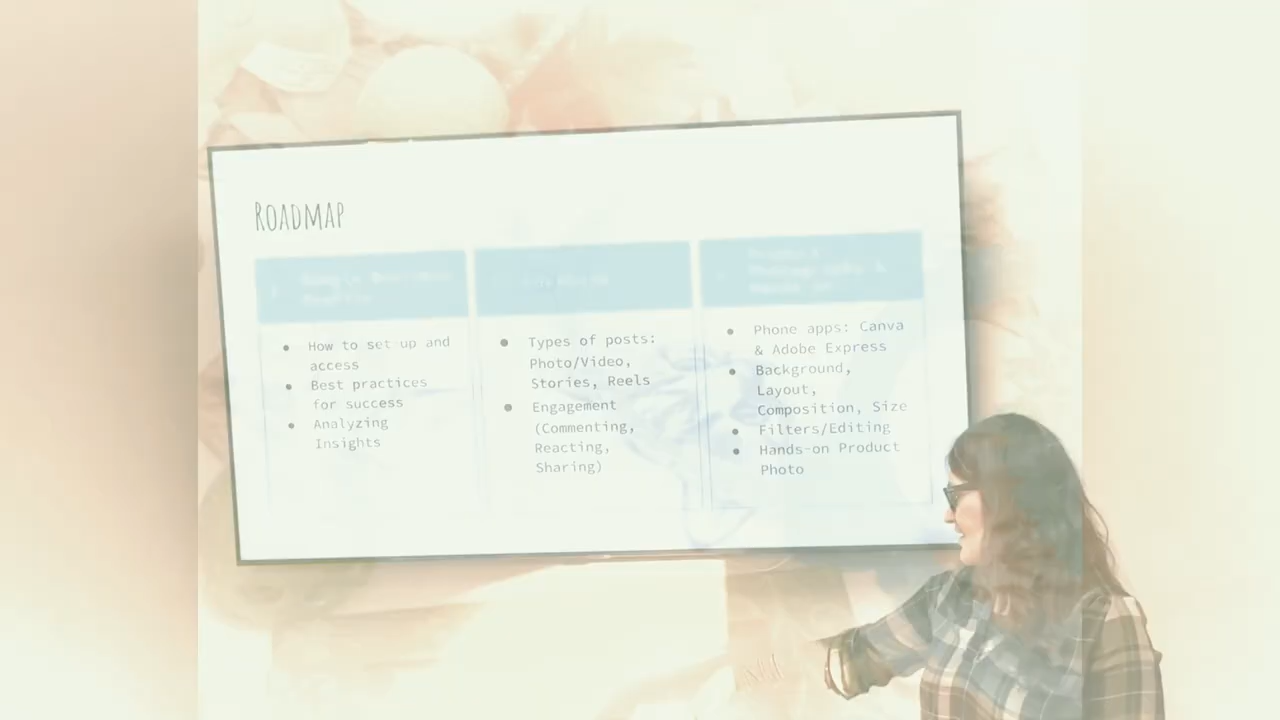 ROADMAP
How to set up and
access
Best practices
for success
Analyzing
Insights
Types of posts:
Photo/Video,
Stories, Reels
Engagement
(Commenting,
Reacting,
Sharing)
Phone apps: Canva
& Adobe Express
Background,
Layout,
Composition, Size
Filters/Editing
Hands-on Product
Photo